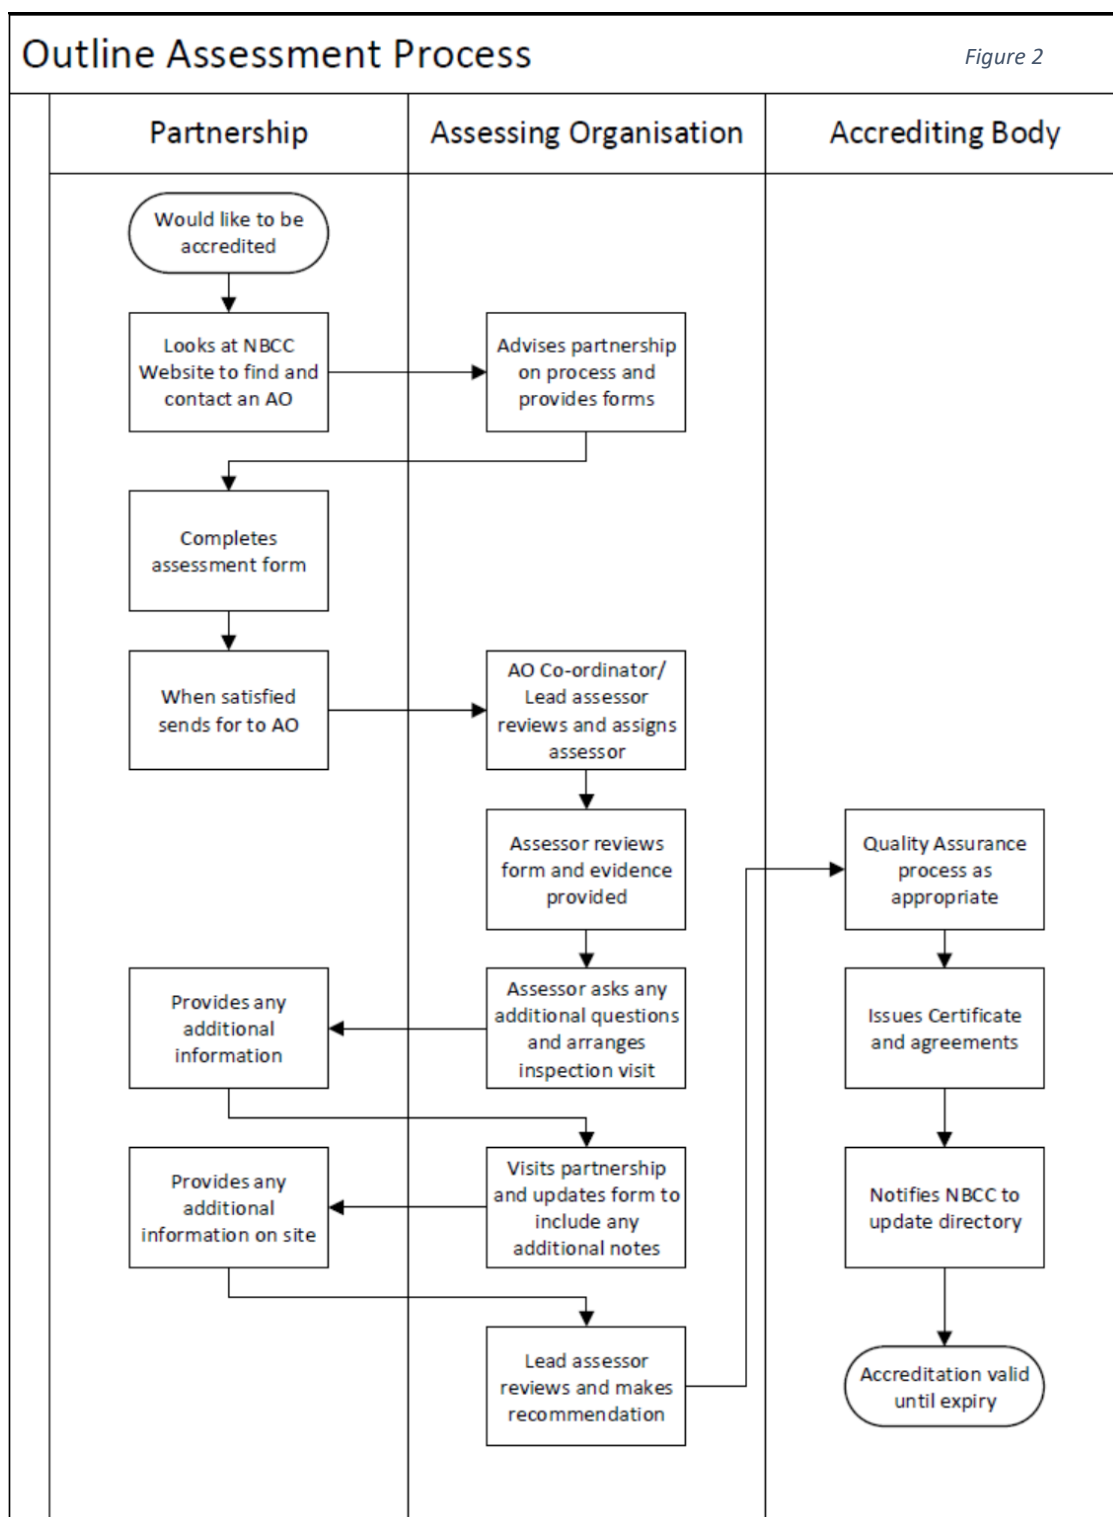 Outline Assessment Process
Figure 2
Partnership
Assessing Organisation
Accrediting Body
Would like to be
accredited
Looks at NBCC
Website to find and
contact an AO
Advises partnership
on process and
provides forms
Completes
assessment form
When satisfied
sends for to AO
AO Co-ordinator/
Lead assessor
reviews and assigns
assessor
Assessor reviews
form and evidence
provided
Quality Assurance
process as
appropriate
Provides any
additional
information
Assessor asks any
additional questions
and arranges
inspection visit
Issues Certificate
and agreements
Provides any
additional
information on site
Visits partnership
and updates form to
include any
additional notes
Notifies NBCC to
update directory
Lead assessor
reviews and makes
recommendation
Accreditation valid
until expiry